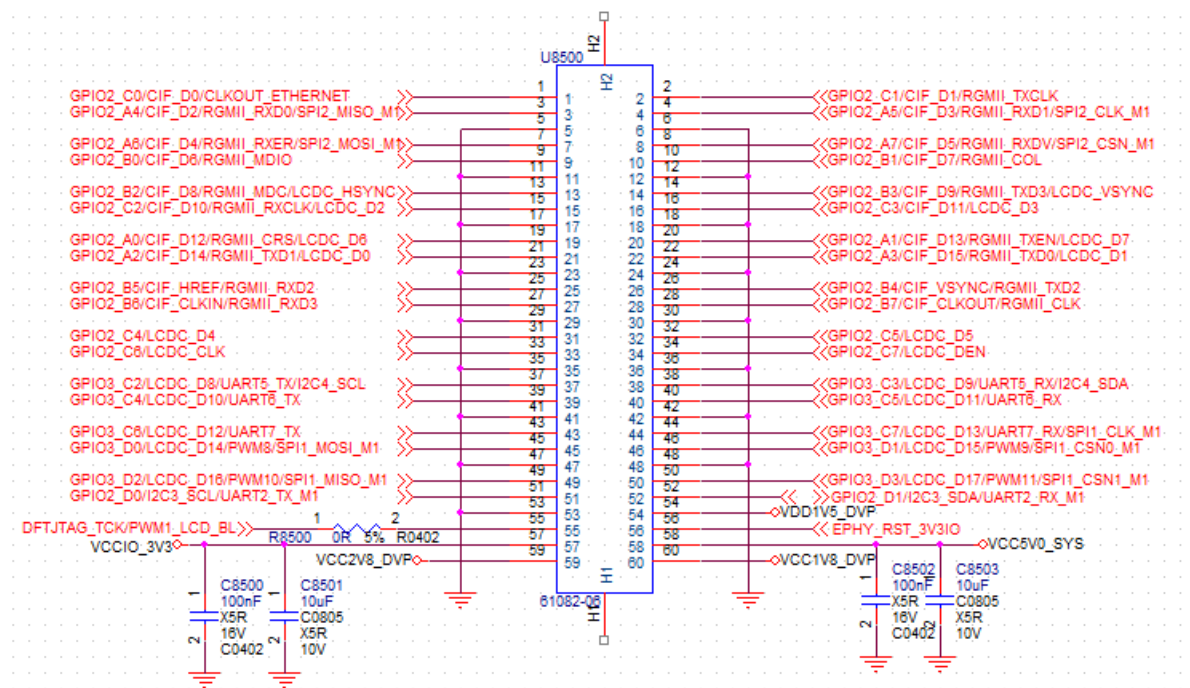 H2
U8500
H2
GPIO2_C0/CIF_D0/CLKOUT_ETHERNET 1 1 2 2 GPIO2_C1/CIF_D1/RGMII_TXCLK
GPIO2_A4/CIF_D2/RGMII_RXD0/SPI2_MISO_M1 3 3 4 4 GPIO2_A5/CIF_D3/RGMII_RXD1/SPI2_CLK_M1
5 5 6 6
GPIO2_A6/CIF_D4/RGMII_RXER/SPI2_MOSI_M1 7 7 8 8 GPIO2_A7/CIF_D5/RGMII_RXDV/SPI2_CSN_M1
GPIO2_B0/CIF_D6/RGMII_MDIO 9 9 10 10 GPIO2_B1/CIF_D7/RGMII_COL
11 11 12 12
GPIO2_B2/CIF_D8/RGMII_MDC/LCDC_HSYNC 13 13 14 14 GPIO2_B3/CIF_D9/RGMII_TXD3/LCDC_VSYNC
GPIO2_C2/CIF_D10/RGMII_RXCLK/LCDC_D2 15 15 16 16 GPIO2_C3/CIF_D11/LCDC_D3
17 17 18 18
GPIO2_A0/CIF_D12/RGMII_CRS/LCDC_D6 19 19 20 20 GPIO2_A1/CIF_D13/RGMII_TXEN/LCDC_D7
GPIO2_A2/CIF_D14/RGMII_TXD1/LCDC_D0 21 21 22 22 GPIO2_A3/CIF_D15/RGMII_TXD0/LCDC_D1
23 23 24 24
GPIO2_B5/CIF_HREF/RGMII_RXD2 25 25 26 26 GPIO2_B4/CIF_VSYNC/RGMII_TXD2
GPIO2_B6/CIF_CLKIN/RGMII_RXD3 27 27 28 28 GPIO2_B7/CIF_CLKOUT/RGMII_CLK
29 29 30 30
GPIO2_C4/LCDC_D4 31 31 32 32 GPIO2_C5/LCDC_D5
GPIO2_C6/LCDC_CLK 33 33 34 34 GPIO2_C7/LCDC_DEN
35 35 36 36
GPIO3_C2/LCDC_D8/UART5_TX/I2C4_SCL 37 37 38 38 GPIO3_C3/LCDC_D9/UART5_RX/I2C4_SDA
GPIO3_C4/LCDC_D10/UART6_TX 39 39 40 40 GPIO3_C5/LCDC_D11/UART6_RX
41 41 42 42
GPIO3_C6/LCDC_D12/UART7_TX 43 43 44 44 GPIO3_C7/LCDC_D13/UART7_RX/SPI1_CLK_M1
GPIO3_D0/LCDC_D14/PWM8/SPI1_MOSI_M1 45 45 46 46 GPIO3_D1/LCDC_D15/PWM9/SPI1_CSN0_M1
47 47 48 48
GPIO3_D2/LCDC_D16/PWM10/SPI1_MISO_M1 49 49 50 50 GPIO3_D3/LCDC_D17/PWM11/SPI1_CSN1_M1
GPIO2_D0/I2C3_SCL/UART2_TX_M1 51 51 52 52 GPIO2_D1/I2C3_SDA/UART2_RX_M1
53 53 54 54 VDD1V5_DVP
DFTJTAG_TCK/PWM1_LCD_BL 1 2 55 55 56 56 EPHY_RST_3V3IO
R8500 0R 5% R0402
VCCIO_3V3 57 57 58 58 VCC5V0_SYS
VCC2V8_DVP 59 59 60 60 VCC1V8_DVP
H1
H1
1
2
C8500
100nF
X5R
16V
C0402
1
2
C8501
10uF
C0805
X5R
10V
1
2
C8502
100nF
X5R
16V
C0402
1
2
C8503
10uF
C0805
X5R
10V